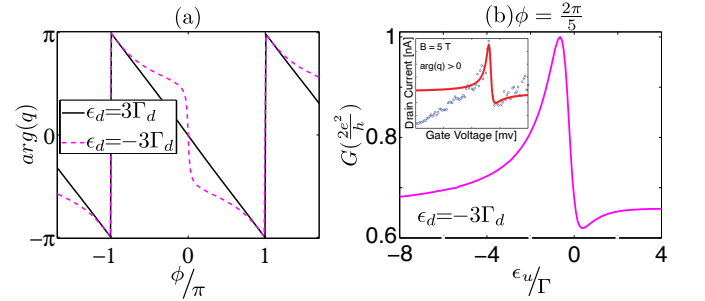 (a)
π
0
−π
arg(q)
ϵ_d=3Γ_d
ϵ_d=−3Γ_d
−1 0 1
ϕ/π
(b) ϕ = 2π/5
1
0.8
0.6
G(2e²/h)
B = 5 T
arg(q) > 0
Drain Current [nA]
Gate Voltage [mv]
ϵ_d=−3Γ_d
−8 −4 0 4
ϵ_u/Γ